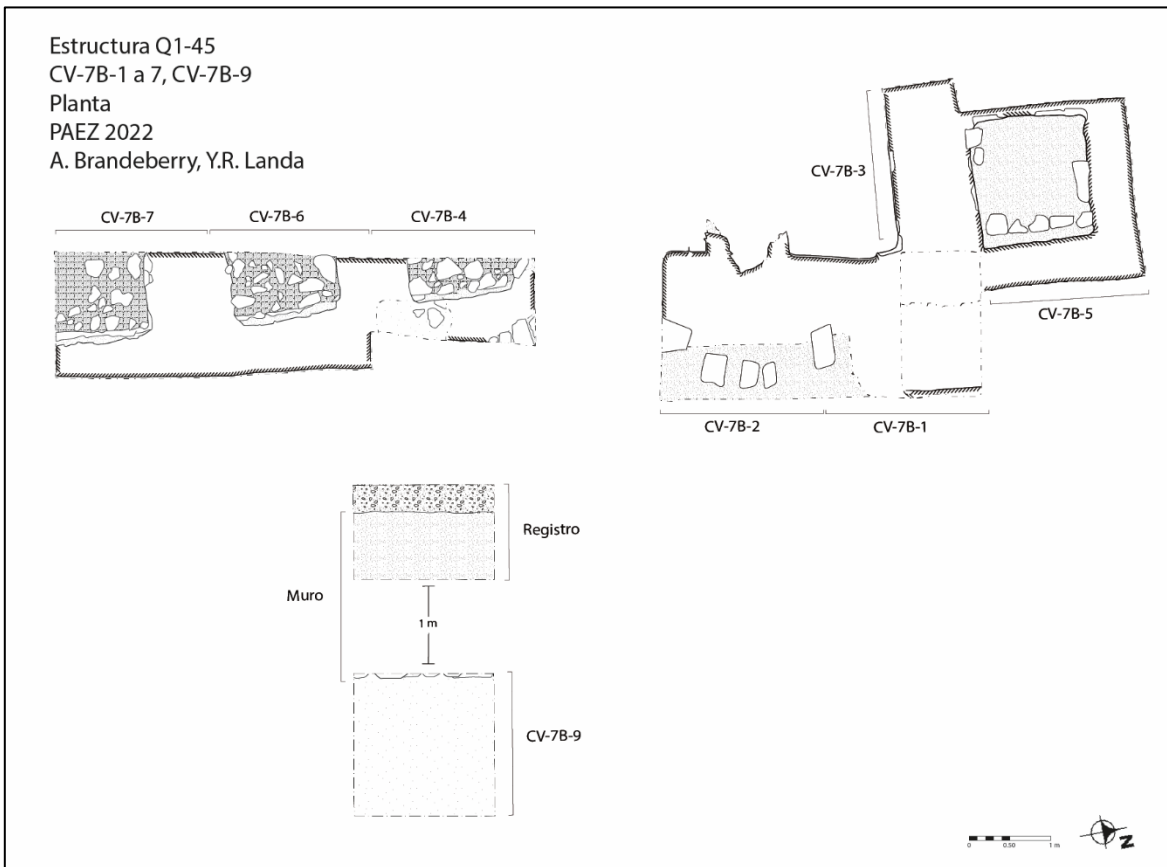 Estructura Q1-45
CV-7B-1 a 7, CV-7B-9
Planta
PAEZ 2022
A. Brandeberry, Y.R. Landa
CV-7B-7
CV-7B-6
CV-7B-4
CV-7B-3
CV-7B-5
CV-7B-2
CV-7B-1
Registro
Muro
1 m
CV-7B-9
0 0.50 1 m
N